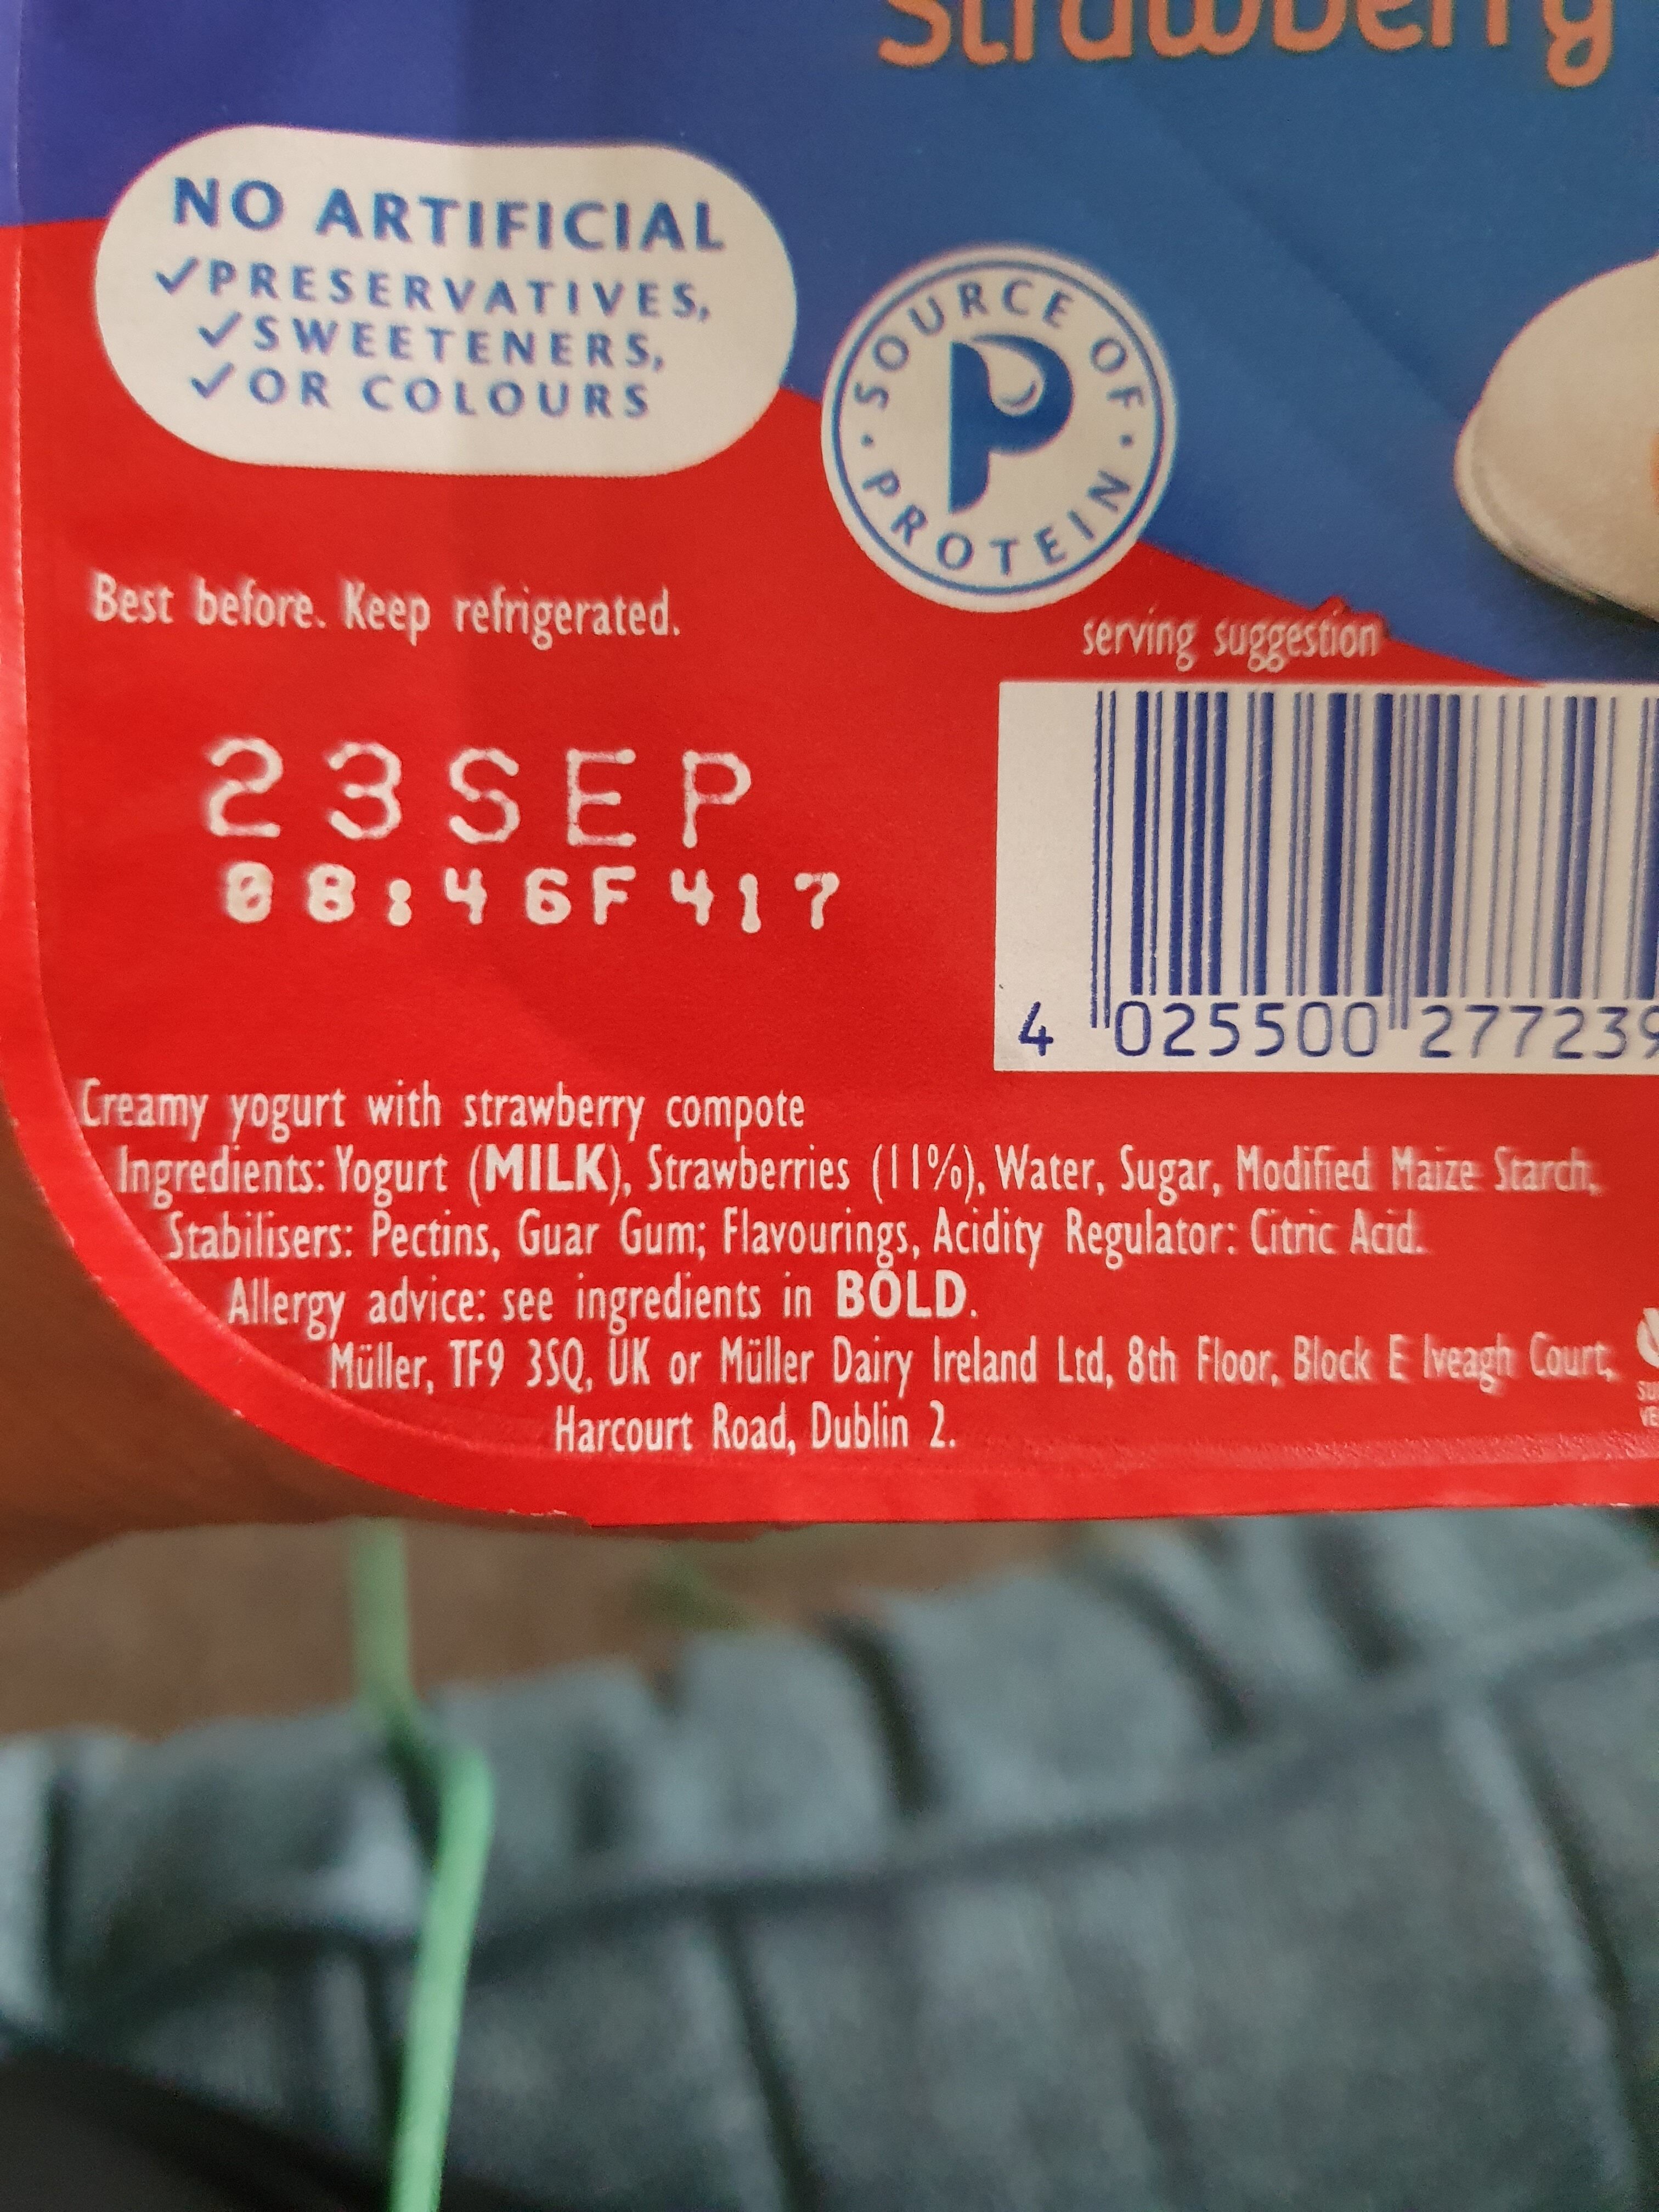 Strawberry
NO ARTIFICIAL
✓PRESERVATIVES,
✓SWEETENERS,
✓OR COLOURS
SOURCE OF
P
• PROTEIN •
Best before. Keep refrigerated.
serving suggestion
23SEP
08:46F417
4 025500 277239
Creamy yogurt with strawberry compote
Ingredients: Yogurt (MILK), Strawberries (11%), Water, Sugar, Modified Maize Starch,
Stabilisers: Pectins, Guar Gum; Flavourings, Acidity Regulator: Citric Acid.
Allergy advice: see ingredients in BOLD.
Müller, TF9 3SQ, UK or Müller Dairy Ireland Ltd, 8th Floor, Block E Iveagh Court,
Harcourt Road, Dublin 2.